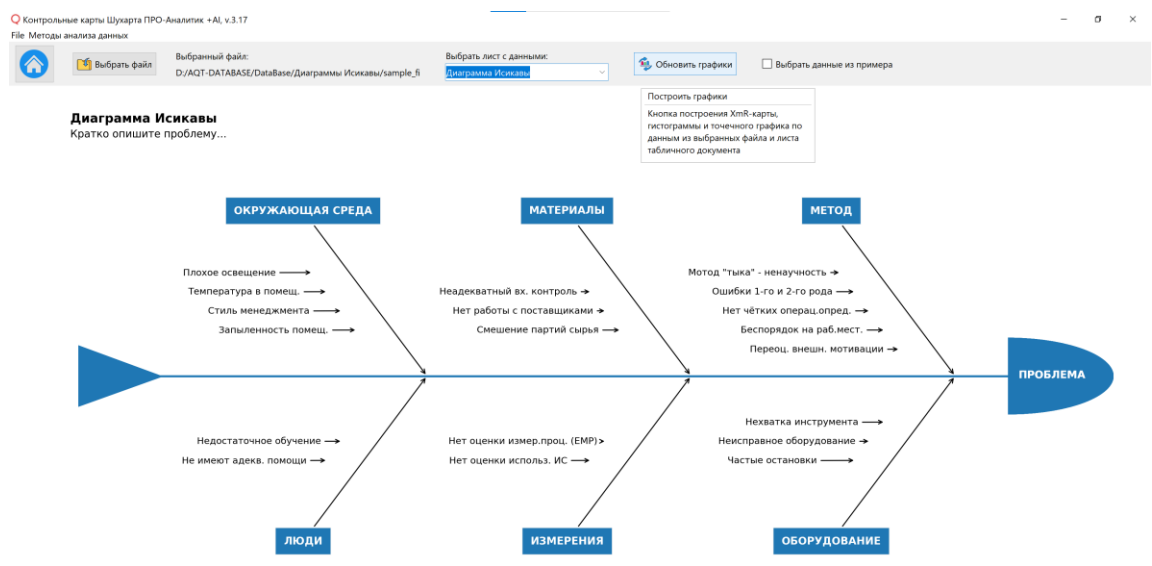 Контрольные карты Шухарта ПРО-Аналитик +AI, v.3.17
File Методы анализа данных
Выбрать файл
Выбранный файл:
D:/AQT-DATABASE/DataBase/Диаграммы Исикавы/sample_fi
Выбрать лист с данными:
Диаграмма Исикавы
Обновить графики
Выбрать данные из примера
Построить графики
Кнопка построения XmR-карты,
гистограммы и точечного графика по
данным из выбранных файла и листа
табличного документа
Диаграмма Исикавы
Кратко опишите проблему...
ОКРУЖАЮЩАЯ СРЕДА
МАТЕРИАЛЫ
МЕТОД
Плохое освещение
Температура в помещ.
Стиль менеджмента
Запыленность помещ.
Неадекватный вх. контроль
Нет работы с поставщиками
Смешение партий сырья
Мотод "тыка" - ненаучность
Ошибки 1-го и 2-го рода
Нет чётких операц.опред.
Беспорядок на раб.мест.
Переоц. внешн. мотивации
ПРОБЛЕМА
Недостаточное обучение
Не имеют адекв. помощи
Нет оценки измер.проц. (EMP)
Нет оценки использ. ИС
Нехватка инструмента
Неисправное оборудование
Частые остановки
ЛЮДИ
ИЗМЕРЕНИЯ
ОБОРУДОВАНИЕ